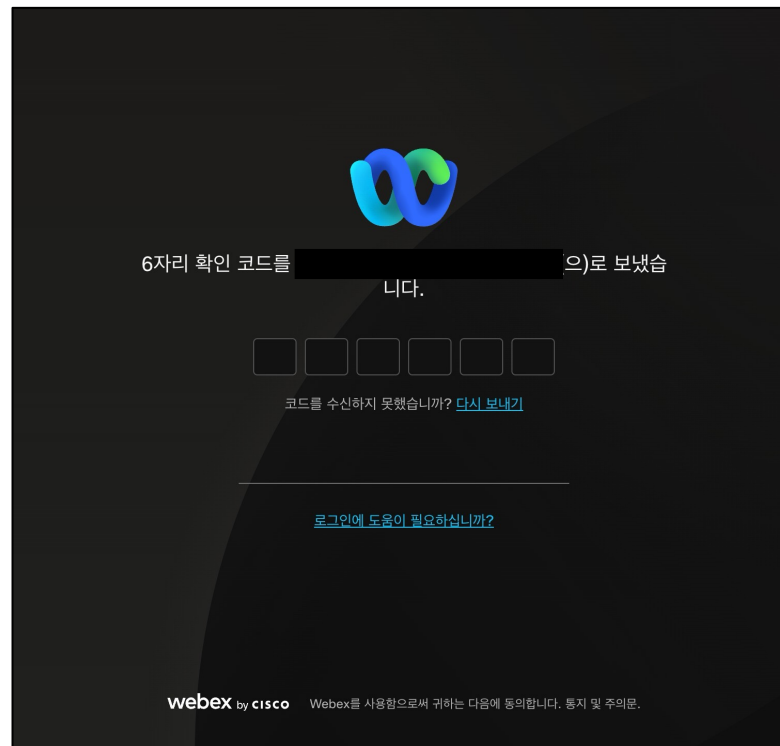 6자리 확인 코드를 (으)로 보냈습
니다.
코드를 수신하지 못했습니까? 다시 보내기
로그인에 도움이 필요하십니까?
webex by CISCO Webex를 사용함으로써 귀하는 다음에 동의합니다. 통지 및 주의문.